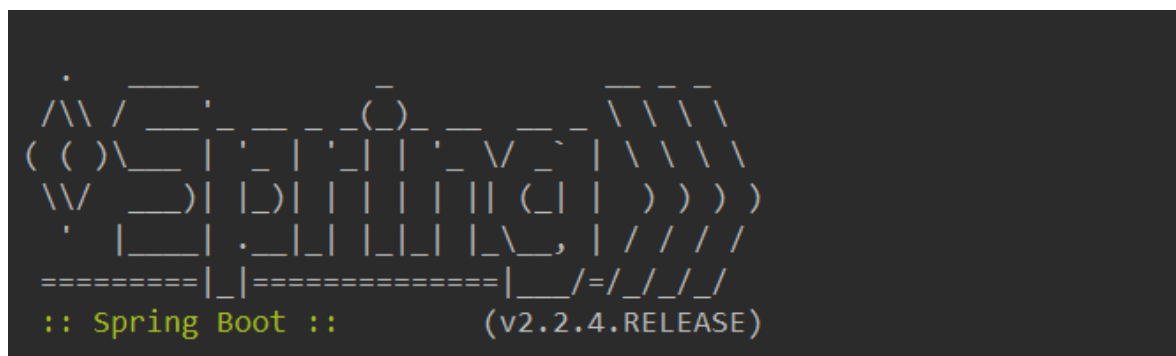 .   ____          _            __ _ _
 /\\ / ___'_ __ _ _(_)_ __  __ _ \ \ \ \
( ( )\___ | '_ | '_| | '_ \/ _` | \ \ \ \
 \\/  ___)| |_)| | | | | || (_| |  ) ) ) )
  '  |____| .__|_| |_|_| |_\__, | / / / /
 =========|_|==============|___/=/_/_/_/
 :: Spring Boot ::        (v2.2.4.RELEASE)